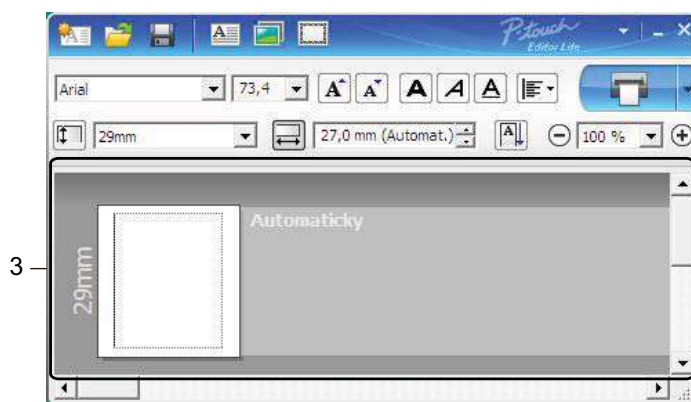 P-touch
Editor Lite
Arial
73,4
A A A A A
29mm
27,0 mm (Automat.)
A
100 %
3
29mm
Automaticky